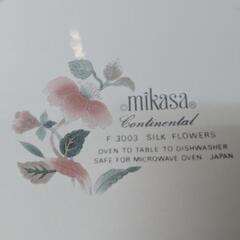 mikasa®
Continental
F 3003 SILK FLOWERS
OVEN TO TABLE TO DISHWASHER
SAFE FOR MICROWAVE OVEN JAPAN